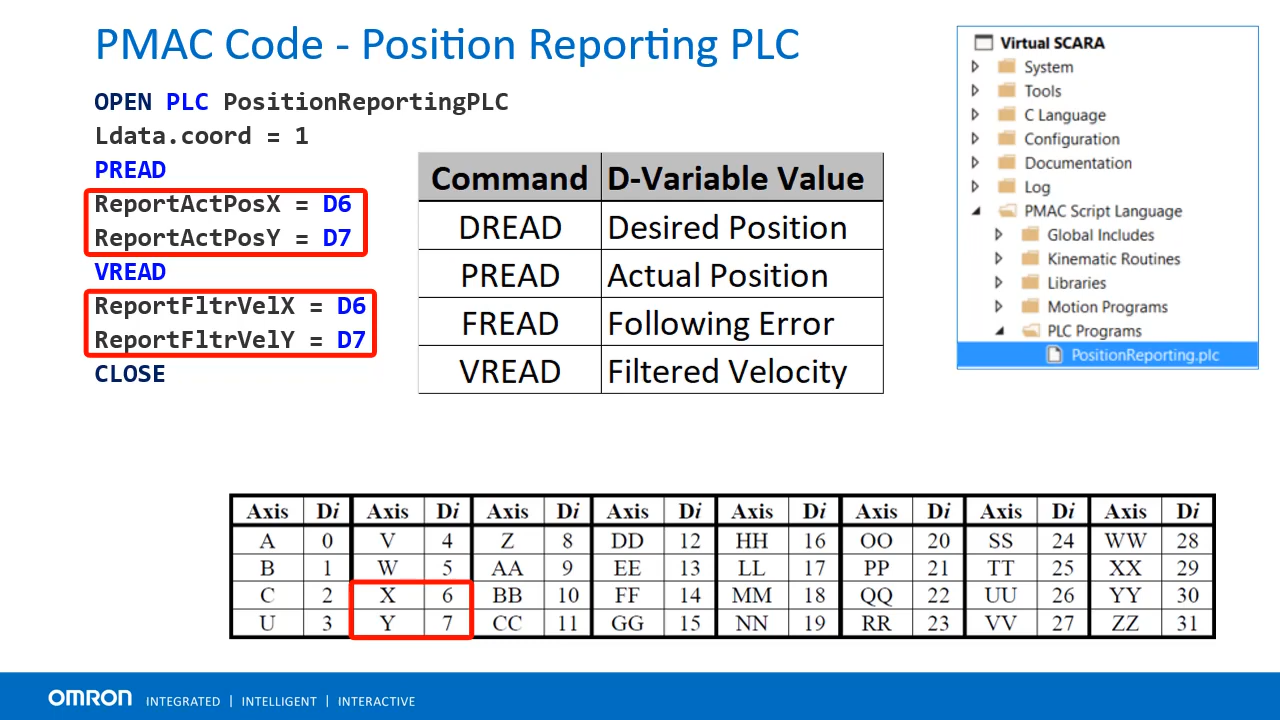 PMAC Code - Position Reporting PLC
OPEN PLC PositionReportingPLC
Ldata.coord = 1
PREAD
ReportActPosX = D6
ReportActPosY = D7
VREAD
ReportFltrVelX = D6
ReportFltrVelY = D7
CLOSE
Command D-Variable Value
DREAD Desired Position
PREAD Actual Position
FREAD Following Error
VREAD Filtered Velocity
Virtual SCARA
System
Tools
C Language
Configuration
Documentation
Log
PMAC Script Language
Global Includes
Kinematic Routines
Libraries
Motion Programs
PLC Programs
PositionReporting.plc
Axis Di Axis Di Axis Di Axis Di Axis Di Axis Di Axis Di Axis Di
A 0 V 4 Z 8 DD 12 HH 16 OO 20 SS 24 WW 28
B 1 W 5 AA 9 EE 13 LL 17 PP 21 TT 25 XX 29
C 2 X 6 BB 10 FF 14 MM 18 QQ 22 UU 26 YY 30
U 3 Y 7 CC 11 GG 15 NN 19 RR 23 VV 27 ZZ 31
OMRON INTEGRATED | INTELLIGENT | INTERACTIVE